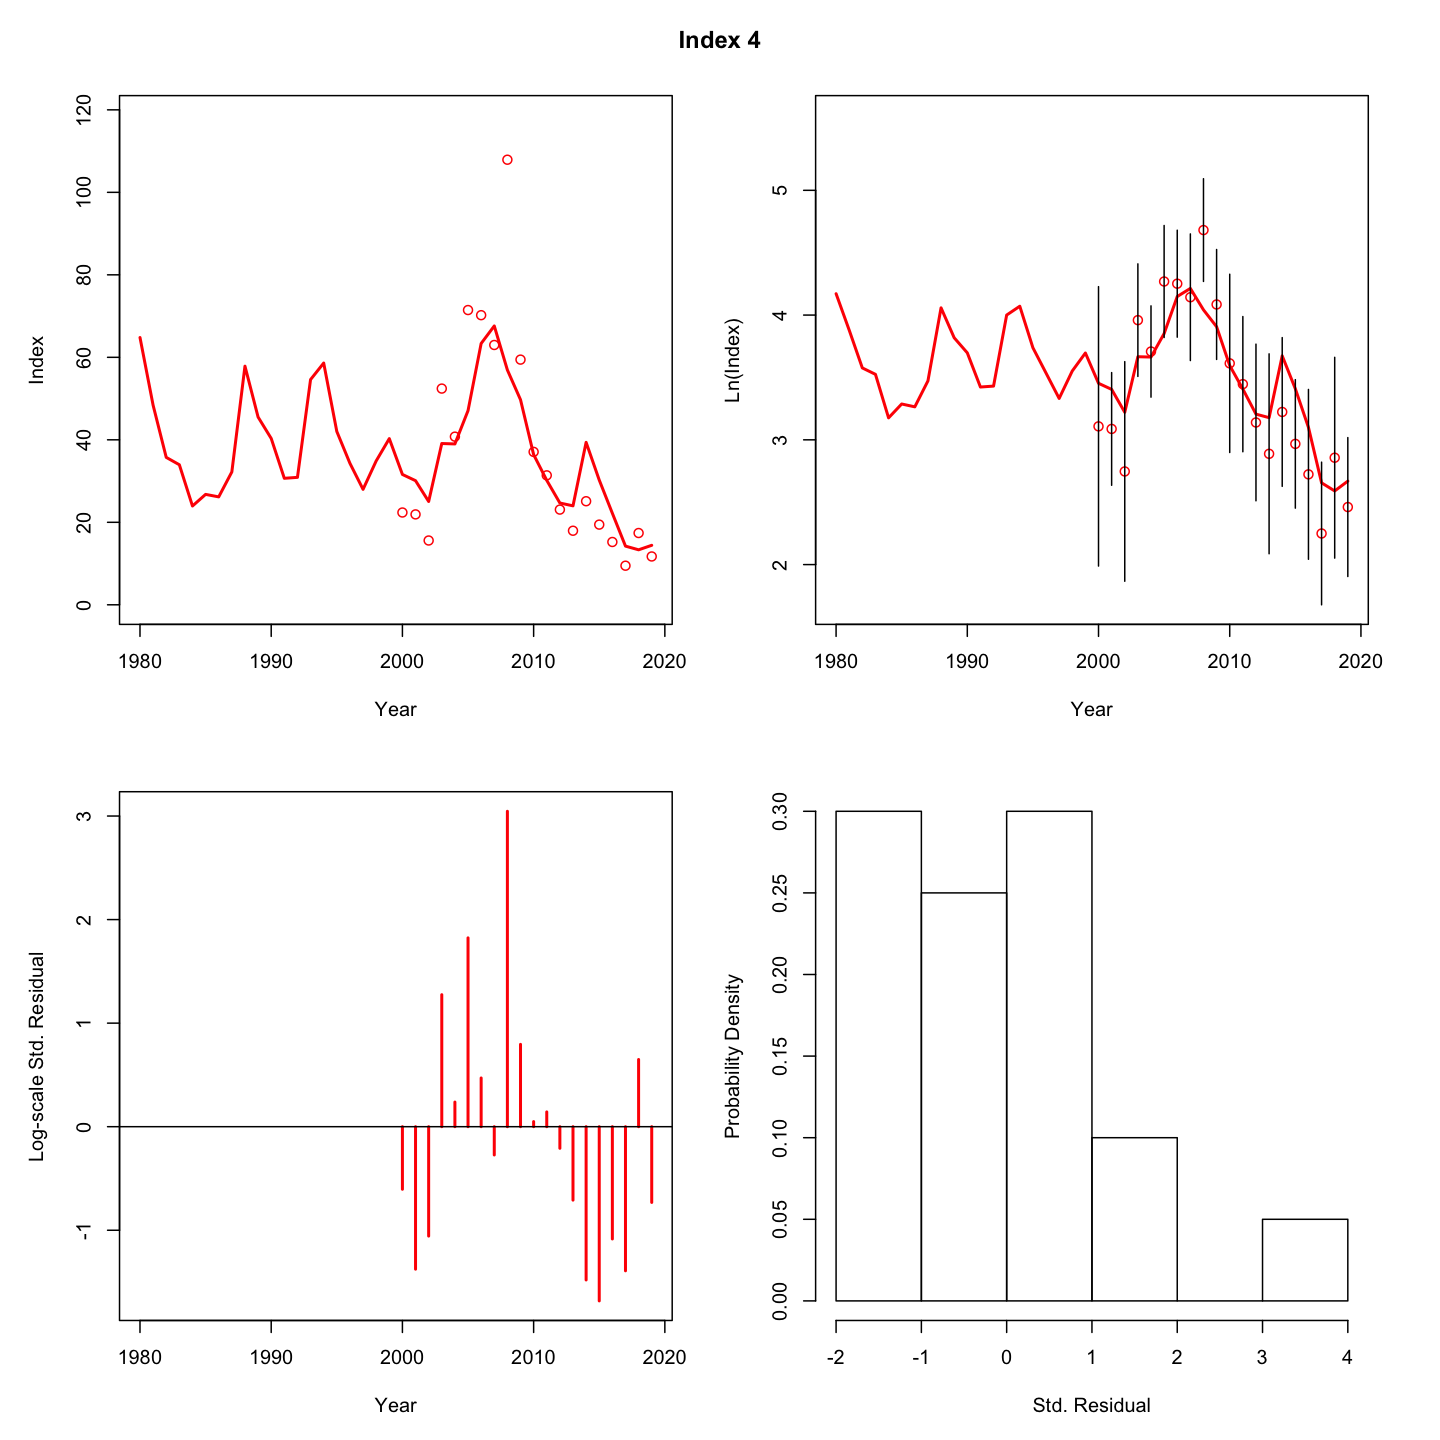 Index 4
Index
120
100
80
60
40
20
0
1980 1990 2000 2010 2020
Year
Ln(Index)
5
4
3
2
1980 1990 2000 2010 2020
Year
Log-scale Std. Residual
3
2
1
0
-1
1980 1990 2000 2010 2020
Year
Probability Density
0.30
0.25
0.20
0.15
0.10
0.05
0.00
-2 -1 0 1 2 3 4
Std. Residual